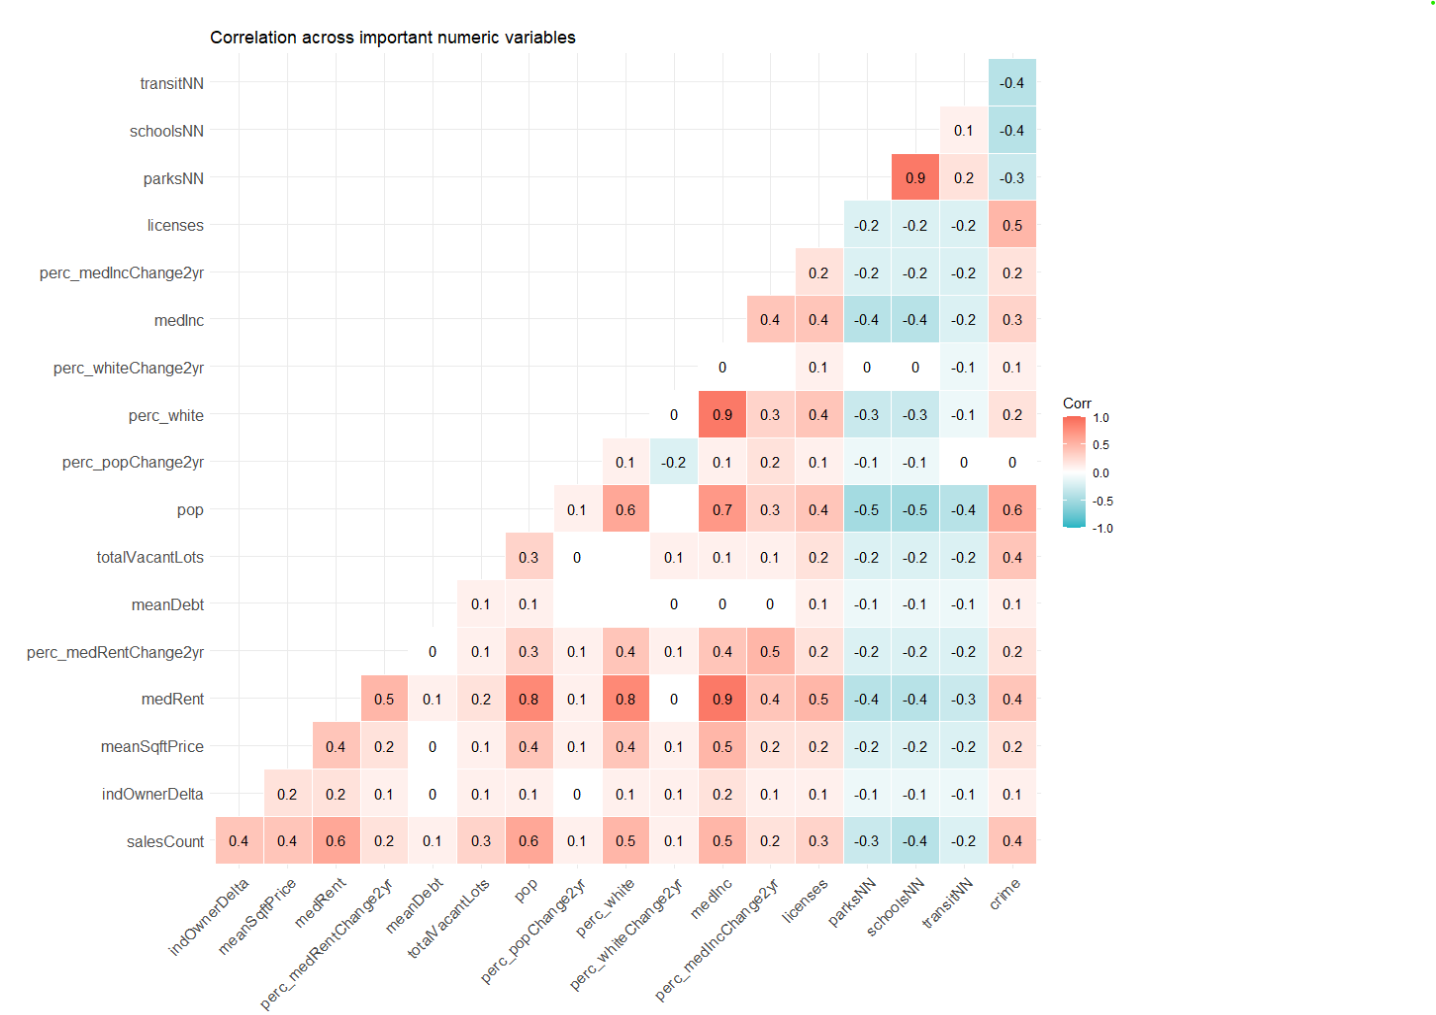 Correlation across important numeric variables
transitNN -0.4
schoolsNN 0.1 -0.4
parksNN 0.9 0.2 -0.3
licenses -0.2 -0.2 -0.2 0.5
perc_medIncChange2yr 0.2 -0.2 -0.2 -0.2 0.2
medInc 0.4 0.4 -0.4 -0.4 -0.2 0.3
perc_whiteChange2yr 0 0.1 0 0 -0.1 0.1
perc_white 0 0.9 0.3 0.4 -0.3 -0.3 -0.1 0.2
perc_popChange2yr 0.1 -0.2 0.1 0.2 0.1 -0.1 -0.1 0 0
pop 0.1 0.6 0.7 0.3 0.4 -0.5 -0.5 -0.4 0.6
totalVacantLots 0.3 0 0.1 0.1 0.1 0.2 -0.2 -0.2 -0.2 0.4
meanDebt 0.1 0.1 0 0 0 0.1 -0.1 -0.1 -0.1 0.1
perc_medRentChange2yr 0 0.1 0.3 0.1 0.4 0.1 0.4 0.5 0.2 -0.2 -0.2 -0.2 0.2
medRent 0.5 0.1 0.2 0.8 0.1 0.8 0 0.9 0.4 0.5 -0.4 -0.4 -0.3 0.4
meanSqftPrice 0.4 0.2 0 0.1 0.4 0.1 0.4 0.1 0.5 0.2 0.2 -0.2 -0.2 -0.2 0.2
indOwnerDelta 0.2 0.2 0.1 0 0.1 0.1 0 0.1 0.1 0.2 0.1 0.1 -0.1 -0.1 -0.1 0.1
salesCount 0.4 0.4 0.6 0.2 0.1 0.3 0.6 0.1 0.5 0.1 0.5 0.2 0.3 -0.3 -0.4 -0.2 0.4
indOwnerDelta
meanSqftPrice
medRent
perc_medRentChange2yr
meanDebt
totalVacantLots
pop
perc_popChange2yr
perc_white
perc_whiteChange2yr
medInc
perc_medIncChange2yr
licenses
parksNN
schoolsNN
transitNN
crime
Corr
1.0
0.5
0.0
-0.5
-1.0